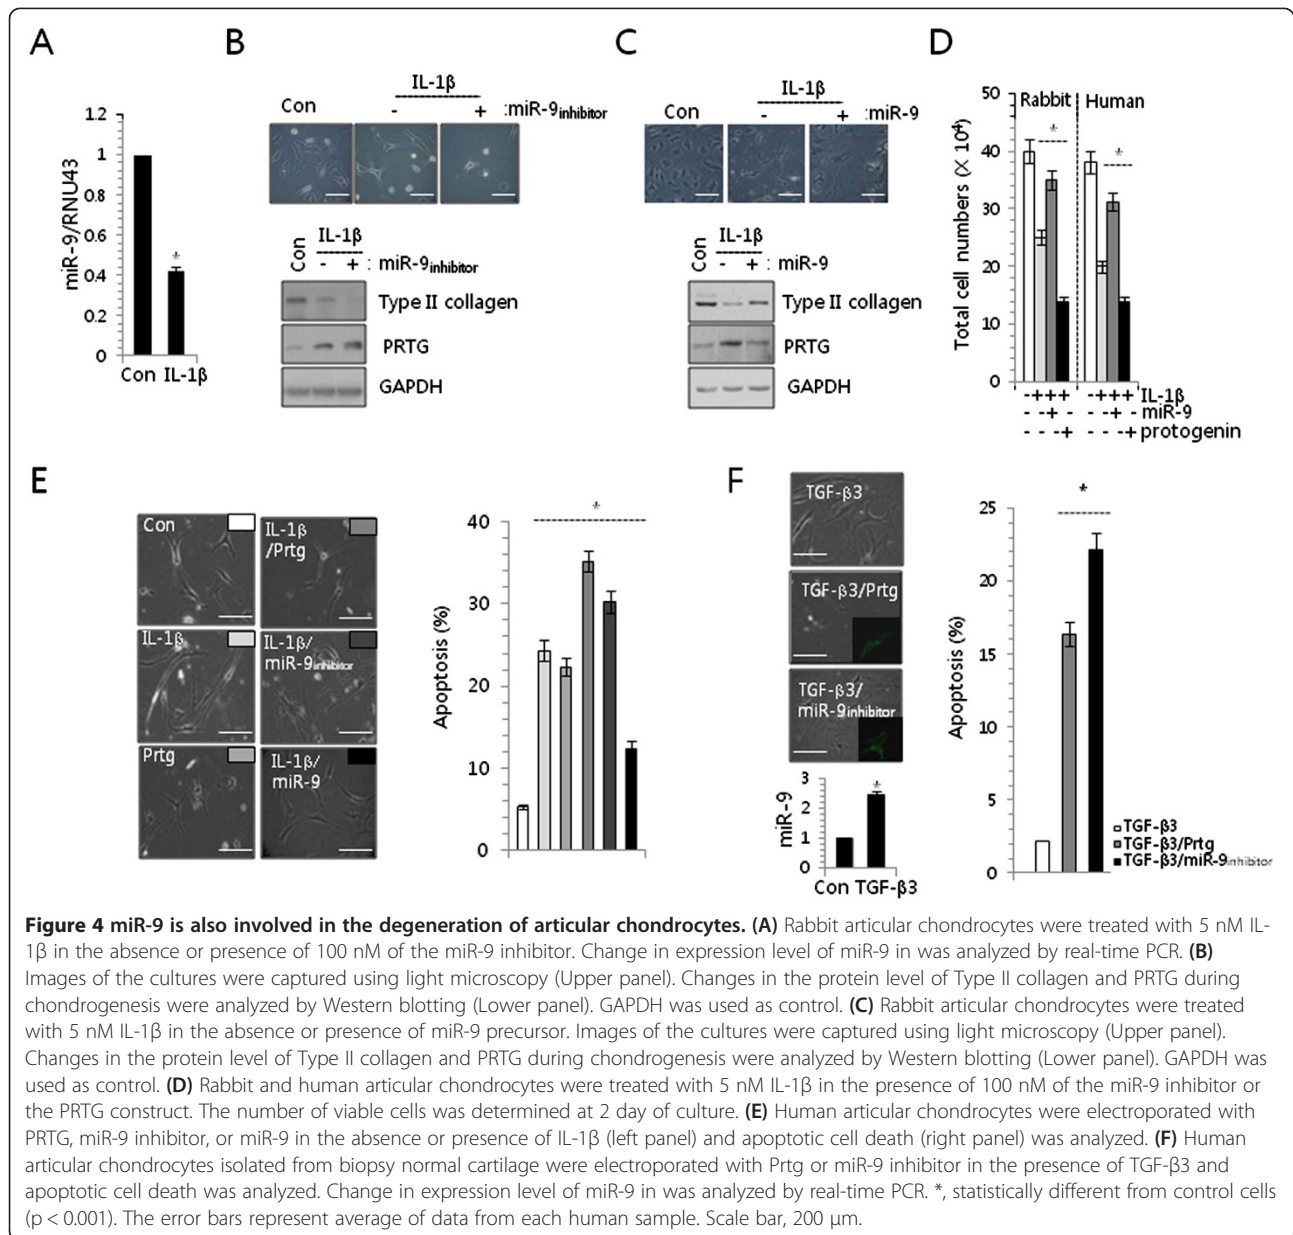 A
1.2
1
0.8
0.6
0.4
0.2
0
miR-9/RNU43
*
Con IL-1β
B
IL-1β
Con - + :miR-9inhibitor
Con
IL-1β
- + : miR-9inhibitor
Type II collagen
PRTG
GAPDH
C
IL-1β
Con - + :miR-9
Con
IL-1β
- + : miR-9
Type II collagen
PRTG
GAPDH
D
50
40
30
20
10
0
Total cell numbers (X 10⁴)
Rabbit Human
* *
-+++ -+++ IL-1β
--+- --+- miR-9
---+ ---+ protogenin
E
Con
IL-1β
/Prtg
IL-1β
IL-1β/
miR-9inhibitor
Prtg
IL-1β/
miR-9
40
30
20
10
0
Apoptosis (%)
*
F
TGF-β3
TGF-β3/Prtg
TGF-β3/
miR-9inhibitor
3
2
1
0
miR-9
*
Con TGF-β3
25
20
15
10
5
0
Apoptosis (%)
*
TGF-β3
TGF-β3/Prtg
TGF-β3/miR-9inhibitor
Figure 4 miR-9 is also involved in the degeneration of articular chondrocytes. (A) Rabbit articular chondrocytes were treated with 5 nM IL-
1β in the absence or presence of 100 nM of the miR-9 inhibitor. Change in expression level of miR-9 in was analyzed by real-time PCR. (B)
Images of the cultures were captured using light microscopy (Upper panel). Changes in the protein level of Type II collagen and PRTG during
chondrogenesis were analyzed by Western blotting (Lower panel). GAPDH was used as control. (C) Rabbit articular chondrocytes were treated
with 5 nM IL-1β in the absence or presence of miR-9 precursor. Images of the cultures were captured using light microscopy (Upper panel).
Changes in the protein level of Type II collagen and PRTG during chondrogenesis were analyzed by Western blotting (Lower panel). GAPDH was
used as control. (D) Rabbit and human articular chondrocytes were treated with 5 nM IL-1β in the presence of 100 nM of the miR-9 inhibitor or
the PRTG construct. The number of viable cells was determined at 2 day of culture. (E) Human articular chondrocytes were electroporated with
PRTG, miR-9 inhibitor, or miR-9 in the absence or presence of IL-1β (left panel) and apoptotic cell death (right panel) was analyzed. (F) Human
articular chondrocytes isolated from biopsy normal cartilage were electroporated with Prtg or miR-9 inhibitor in the presence of TGF-β3 and
apoptotic cell death was analyzed. Change in expression level of miR-9 in was analyzed by real-time PCR. *, statistically different from control cells
(p < 0.001). The error bars represent average of data from each human sample. Scale bar, 200 μm.